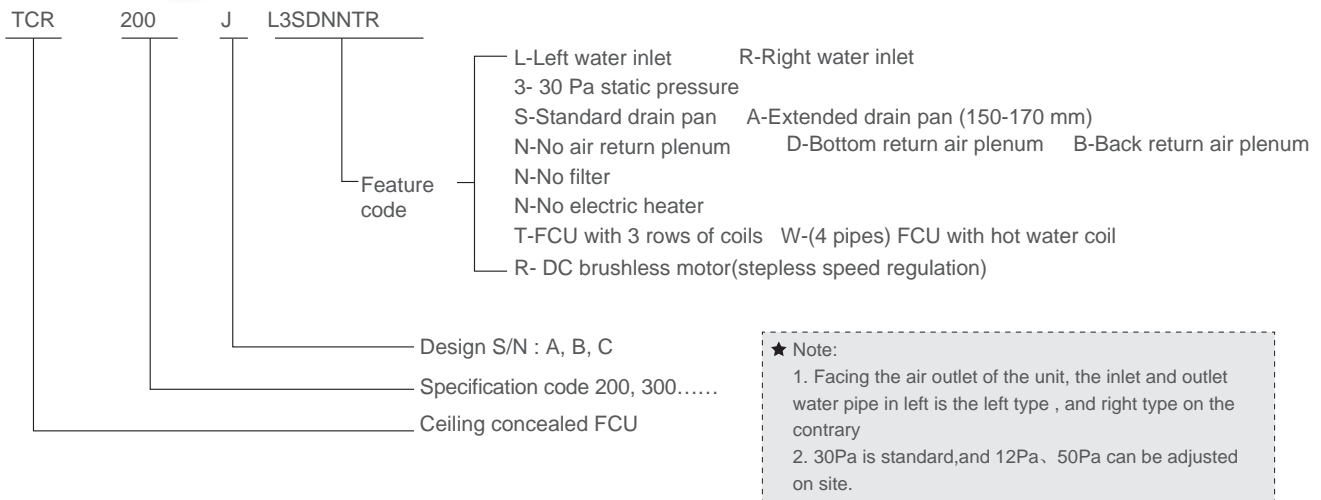 TCR 200 J L3SDNNTR
L-Left water inlet R-Right water inlet
3- 30 Pa static pressure
S-Standard drain pan A-Extended drain pan (150-170 mm)
N-No air return plenum D-Bottom return air plenum B-Back return air plenum
N-No filter
N-No electric heater
T-FCU with 3 rows of coils W-(4 pipes) FCU with hot water coil
R- DC brushless motor(stepless speed regulation)
Feature
code
Design S/N : A, B, C
Specification code 200, 300……
Ceiling concealed FCU
★ Note:
1. Facing the air outlet of the unit, the inlet and outlet
water pipe in left is the left type , and right type on the
contrary
2. 30Pa is standard,and 12Pa、50Pa can be adjusted
on site.